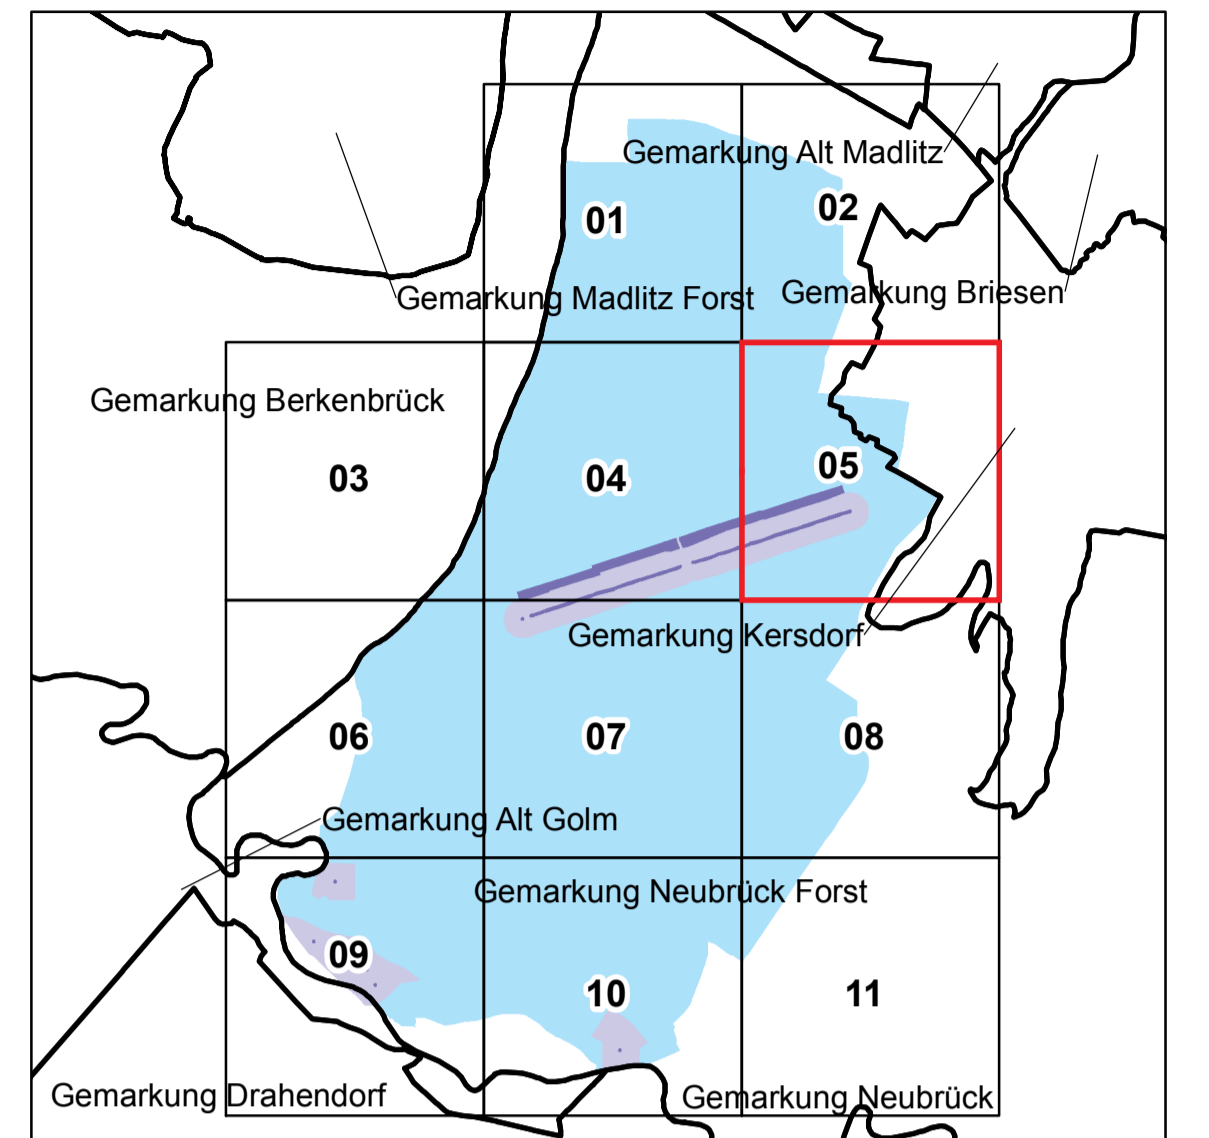 Gemarkung Alt Madlitz
01
02
Gemarkung Madlitz Forst
Gemarkung Briesen
Gemarkung Berkenbrück
03
04
05
Gemarkung Kersdorf
06
07
08
Gemarkung Alt Golm
Gemarkung Neubrück Forst
09
10
11
Gemarkung Drahendorf
Gemarkung Neubrück